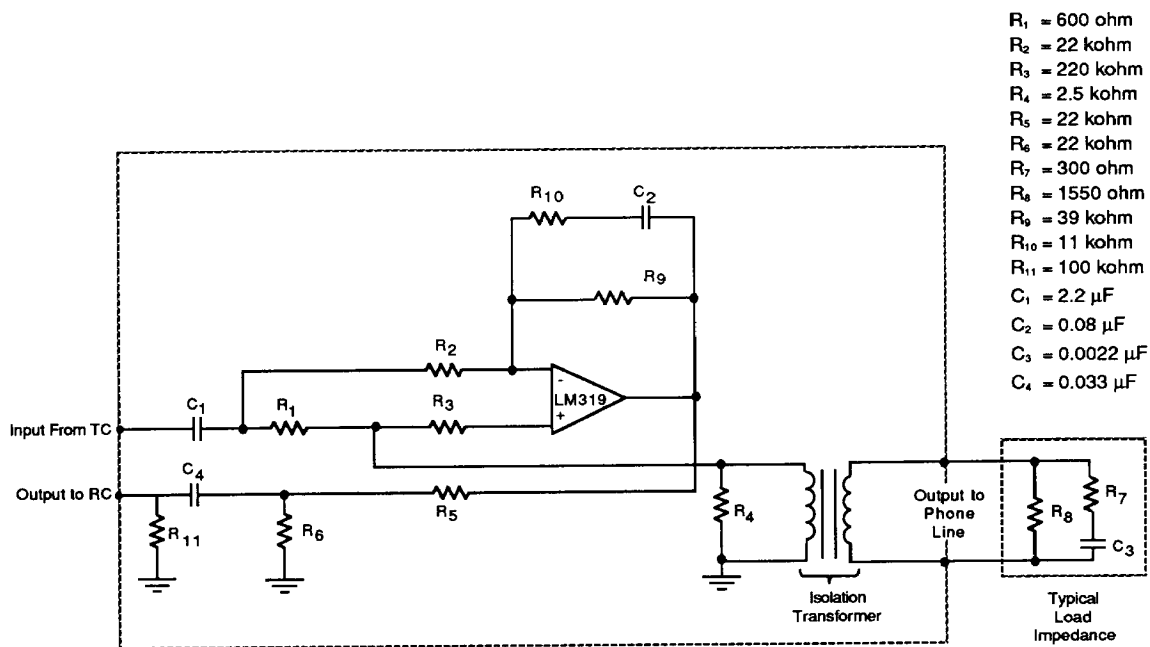 R₁ = 600 ohm
R₂ = 22 kohm
R₃ = 220 kohm
R₄ = 2.5 kohm
R₅ = 22 kohm
R₆ = 22 kohm
R₇ = 300 ohm
R₈ = 1550 ohm
R₉ = 39 kohm
R₁₀ = 11 kohm
R₁₁ = 100 kohm
C₁ = 2.2 µF
C₂ = 0.08 µF
C₃ = 0.0022 µF
C₄ = 0.033 µF
R₁₀
C₂
R₉
R₂
-
LM319
+
C₁
R₁
R₃
Input From TC
C₄
Output to RC
R₅
R₁₁
R₆
R₄
Output to
Phone
Line
R₈
R₇
C₃
Isolation
Transformer
Typical
Load
Impedance